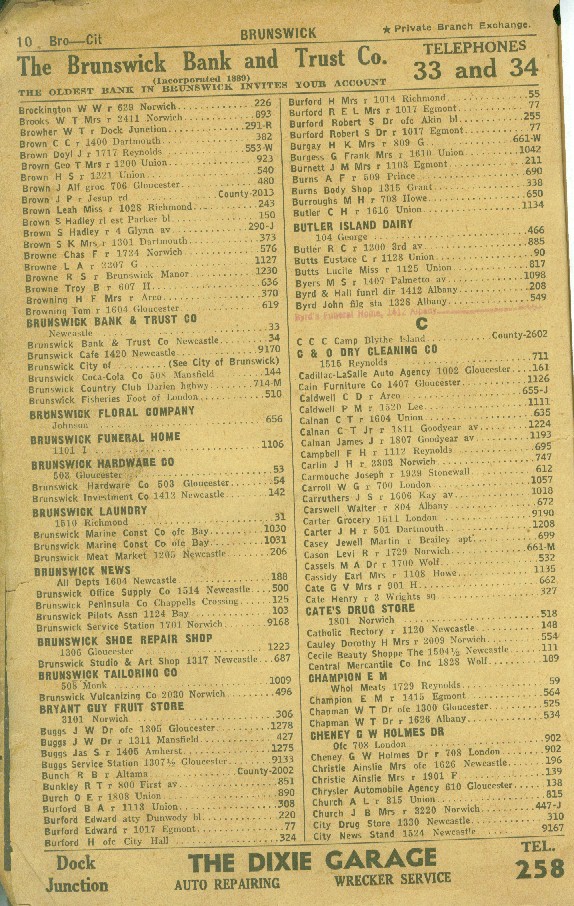 10 Bro—Cit
BRUNSWICK
★ Private Branch Exchange.
The Brunswick Bank and Trust Co.
(Incorporated 1889)
THE OLDEST BANK IN BRUNSWICK INVITES YOUR ACCOUNT
TELEPHONES
33 and 34
Brockington W W r 629 Norwich 226
Brooks W T Mrs r 2411 Norwich 893
Browher W T r Dock Junction 291-R
Brown C C r 1400 Dartmouth 382
Brown Doyl J r 1717 Reynolds 553-W
Brown Geo T Mrs r 1200 Union 923
Brown H S r 1321 Union 540
Brown J Alf groc 706 Gloucester 480
Brown J P r Jesup rd County-2013
Brown Leah Miss r 1028 Richmond 243
Brown S Hadley rl est Parker bl 150
Brown S Hadley r 4 Glynn av 290-J
Brown S K Mrs r 1301 Dartmouth 373
Browne Chas F r 1724 Norwich 576
Browne L A r 2207 G 1127
Browne R S r Brunswick Manor 1230
Browne Troy B r 607 H 636
Browning H F Mrs r Arco 370
Browning Tom r 1604 Gloucester 619
BRUNSWICK BANK & TRUST CO
Newcastle 33
Brunswick Bank & Trust Co Newcastle 34
Brunswick Cafe 1420 Newcastle 9170
Brunswick City of (See City of Brunswick)
Brunswick Coca-Cola Co 508 Mansfield 144
Brunswick Country Club Darien highwy 714-M
Brunswick Fisheries Foot of London 510
BRUNSWICK FLORAL COMPANY
Johnson 656
BRUNSWICK FUNERAL HOME
1101 I 1106
BRUNSWICK HARDWARE CO
503 Gloucester 53
Brunswick Hardware Co 503 Gloucester 54
Brunswick Investment Co 1413 Newcastle 142
BRUNSWICK LAUNDRY
1510 Richmond 31
Brunswick Marine Const Co ofc Bay 1030
Brunswick Marine Const Co ofc Bay 1031
Brunswick Meat Market 1205 Newcastle 206
BRUNSWICK NEWS
All Depts 1604 Newcastle 188
Brunswick Office Supply Co 1514 Newcastle 500
Brunswick Peninsula Co Chappells Crossing 125
Brunswick Pilots Assn 1124 Bay 103
Brunswick Service Station 1701 Norwich 9168
BRUNSWICK SHOE REPAIR SHOP
1306 Gloucester 1223
Brunswick Studio & Art Shop 1317 Newcastle 687
BRUNSWICK TAILORING CO
505 Monk 1009
Brunswick Vulcanizing Co 2030 Norwich 496
BRYANT GUY FRUIT STORE
3101 Norwich 306
Buggs J W Dr ofc 1305 Gloucester 1278
Buggs J W Dr r 1311 Mansfield 427
Buggs Jas S r 1405 Amherst 1275
Buggs Service Station 1307½ Gloucester 9133
Bunch R B r Altama County-2002
Bunkley R T r 800 First av 851
Burch O E r 1808 Union 890
Burford B A r 1113 Union 308
Burford Edward atty Dunwody bl 220
Burford Edward r 1017 Egmont 77
Burford H ofc City Hall 324
Burford H Mrs r 1014 Richmond 55
Burford R E L Mrs r 1017 Egmont 77
Burford Robert S Dr ofc Akin bl 255
Burford Robert S Dr r 1017 Egmont 77
Burgay H K Mrs r 809 G 661-W
Burgess G Frank Mrs r 1610 Union 1042
Burnett J M Mrs r 1103 Egmont 211
Burns A F r 509 Prince 690
Burns Body Shop 1315 Grant 338
Burroughs M H r 708 Howe 650
Butler C H r 1616 Union 1134
BUTLER ISLAND DAIRY
104 George 466
Butler R C r 1300 3rd av 885
Butts Eustace C r 1128 Union 90
Butts Lucile Miss r 1125 Union 817
Byers M S r 1407 Palmetto av 1098
Byrd & Hall funrl dir 1412 Albany 208
Byrd John flg sta 1328 Albany 549
Byrd's Funeral Home, 1412 Albany
C
C C C Camp Blythe Island County-2602
C & O DRY CLEANING CO
1515 Reynolds 711
Cadillac-LaSalle Auto Agency 1002 Gloucester 161
Cain Furniture Co 1407 Gloucester 1126
Caldwell C D r Arco 655-J
Caldwell P M r 1520 Lee 1111
Calnan C T r 1604 Union 635
Calnan C T Jr r 1811 Goodyear av 1224
Calnan James J r 1807 Goodyear av 1193
Campbell F H r 1112 Reynolds 695
Carlin J H r 3303 Norwich 747
Carmouche Joseph r 1939 Stonewall 612
Carroll W G r 700 London 1057
Carruthers J S r 1606 Kay av 1018
Carswell Walter r 804 Albany 672
Carter Grocery 1511 London 9190
Carter J H r 501 Dartmouth 1208
Casey Jewell Martin r Brailey apt 699
Cason Levi R r 1729 Norwich 661-M
Cassels M A Dr r 1700 Wolf 532
Cassidy Earl Mrs r 1108 Howe 1135
Cate G V Mrs r 901 H 662
Cate Henry r 3 Wrights sq 327
CATE'S DRUG STORE
1801 Norwich 518
Catholic Rectory r 1120 Newcastle 148
Cauley Dorothy H Mrs r 2009 Norwich 554
Cecile Beauty Shoppe The 1504½ Newcastle 111
Central Mercantile Co Inc 1828 Wolf 189
CHAMPION E M
Whol Meats 1729 Reynolds 59
Champion E M r 1415 Egmont 564
Chapman W T Dr ofc 1300 Gloucester 525
Chapman W T Dr r 1626 Albany 534
CHENEY G W HOLMES DR
Ofc 708 London 902
Cheney G W Holmes Dr r 708 London 902
Christie Ainslie Mrs ofc 1626 Newcastle 196
Christie Ainslie Mrs r 1901 F 139
Chrysler Automobile Agency 610 Gloucester 138
Church A L r 815 Union 815
Church J B Mrs r 3220 Norwich 447-J
City Drug Store 1330 Newcastle 310
City News Stand 1524 Newcastle 9167
Dock
Junction
THE DIXIE GARAGE
AUTO REPAIRING WRECKER SERVICE
TEL.
258